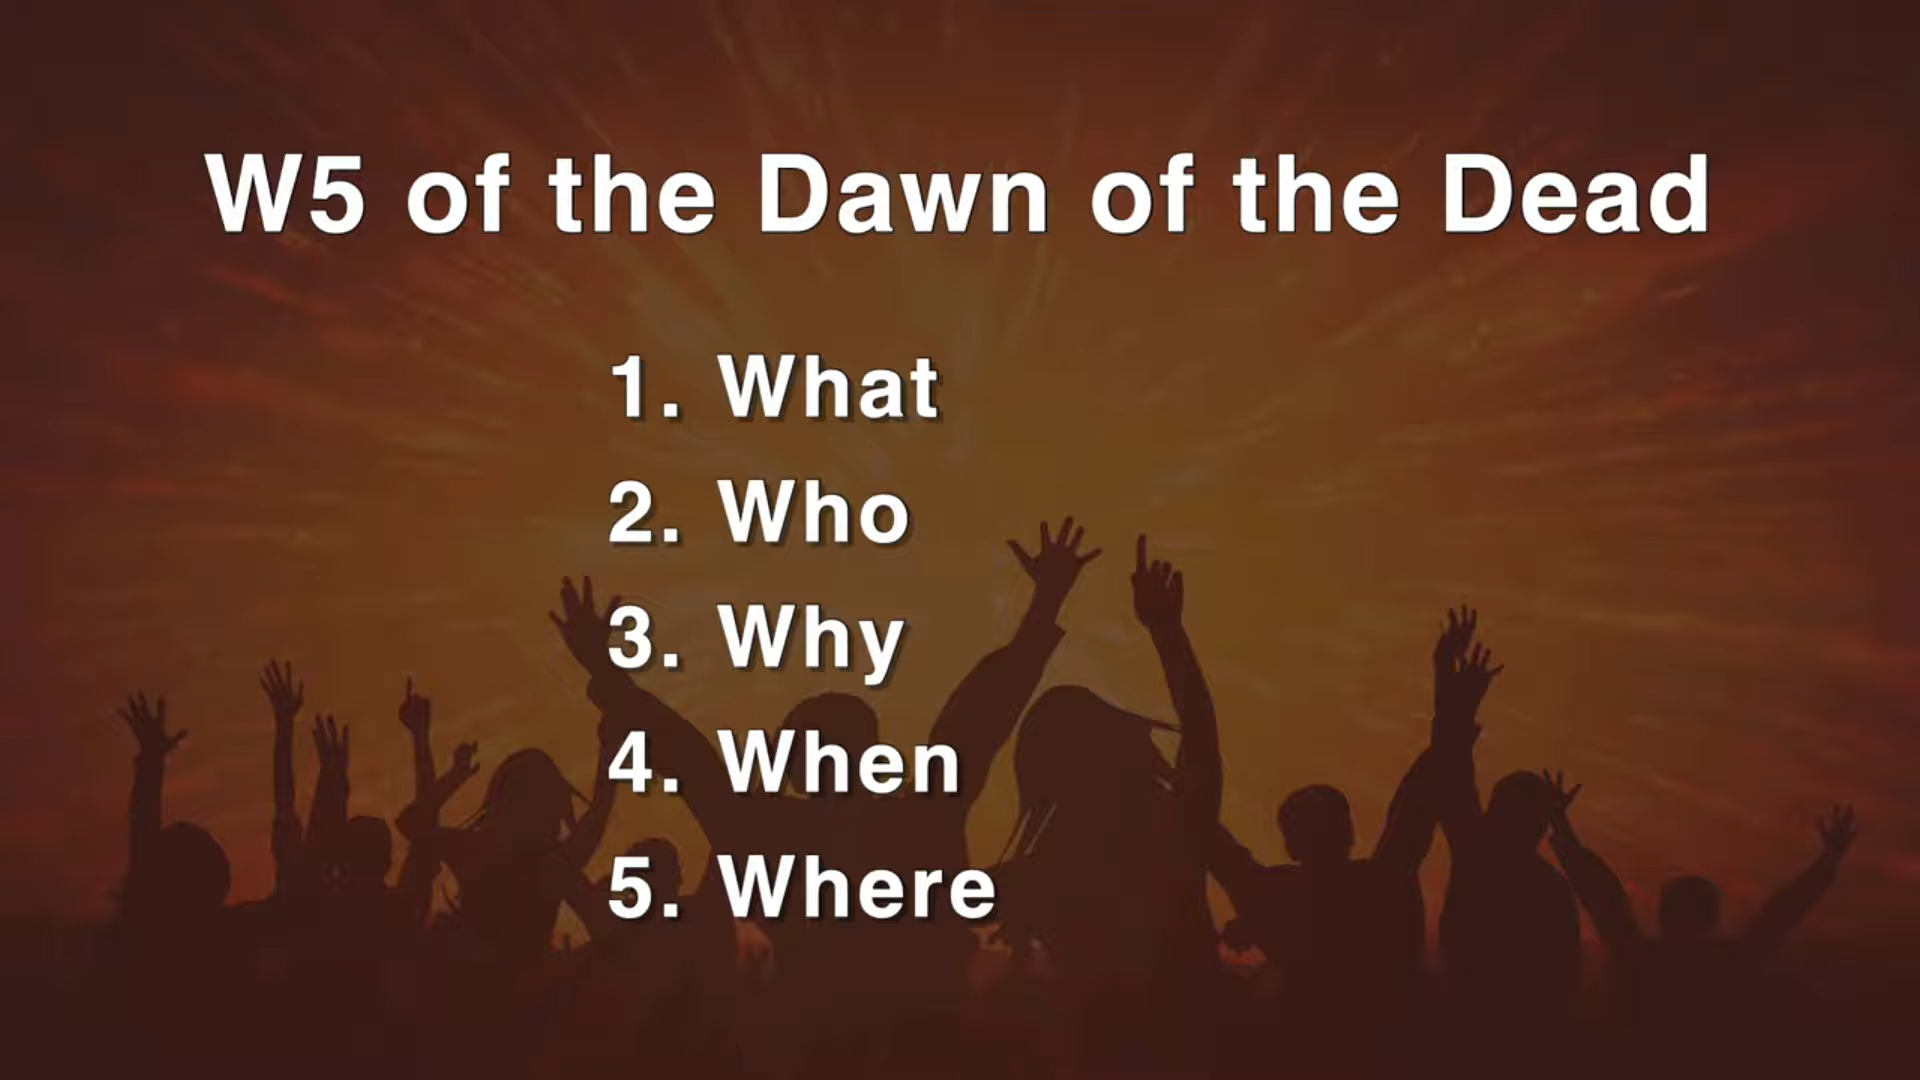 W5 of the Dawn of the Dead
1. What
2. Who
3. Why
4. When
5. Where